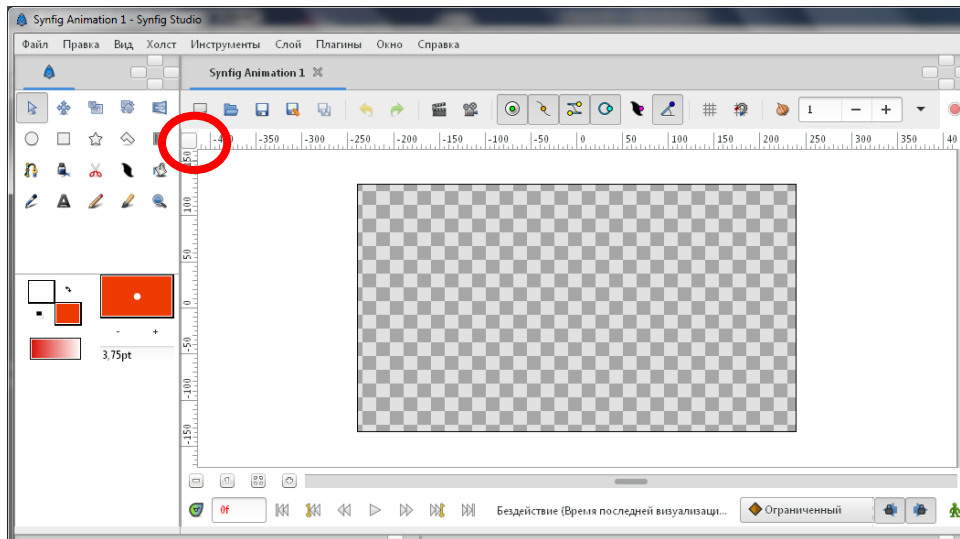 Synfig Animation 1 - Synfig Studio
Файл Правка Вид Холст Инструменты Слой Плагины Окно Справка
Synfig Animation 1
1
-350 -300 -250 -200 -150 -100 -50 0 50 100 150 200 250 300 350 40
150
100
50
0
-50
-100
-150
- +
3,75pt
0f
Бездействие (Время последней визуализаци...
Ограниченный